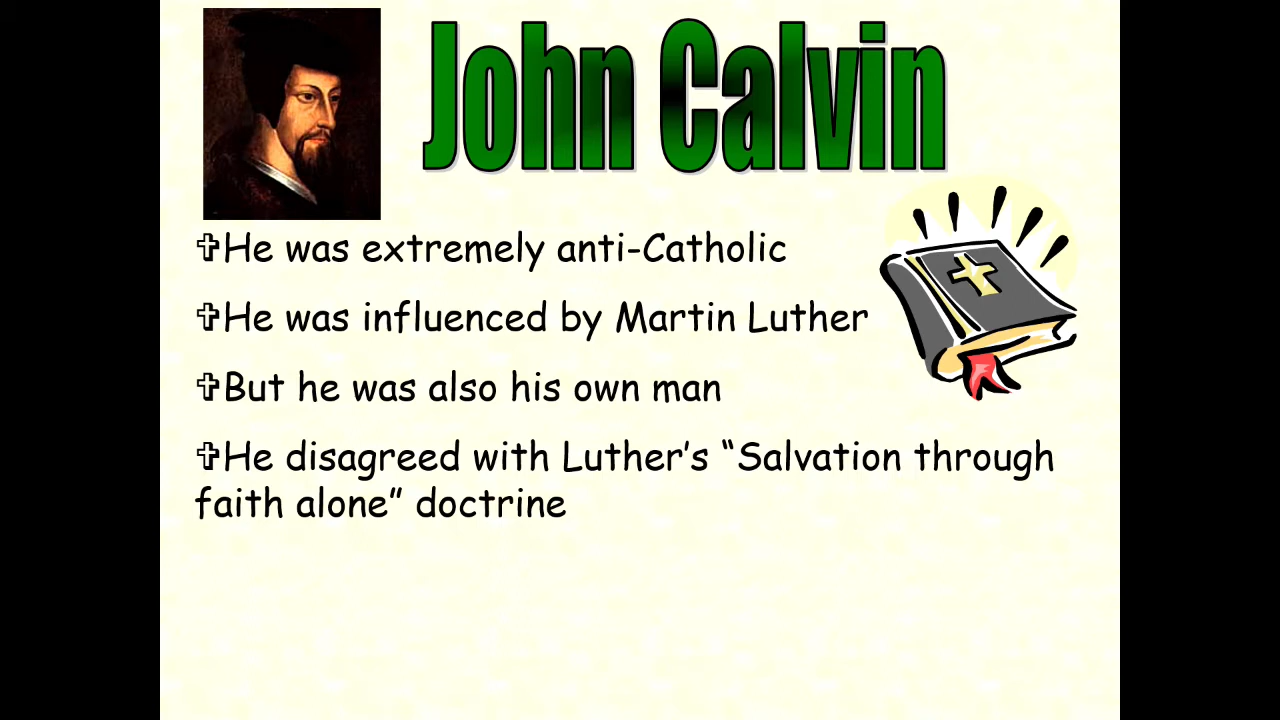 John Calvin
✞He was extremely anti-Catholic
✞He was influenced by Martin Luther
✞But he was also his own man
✞He disagreed with Luther’s “Salvation through
faith alone” doctrine